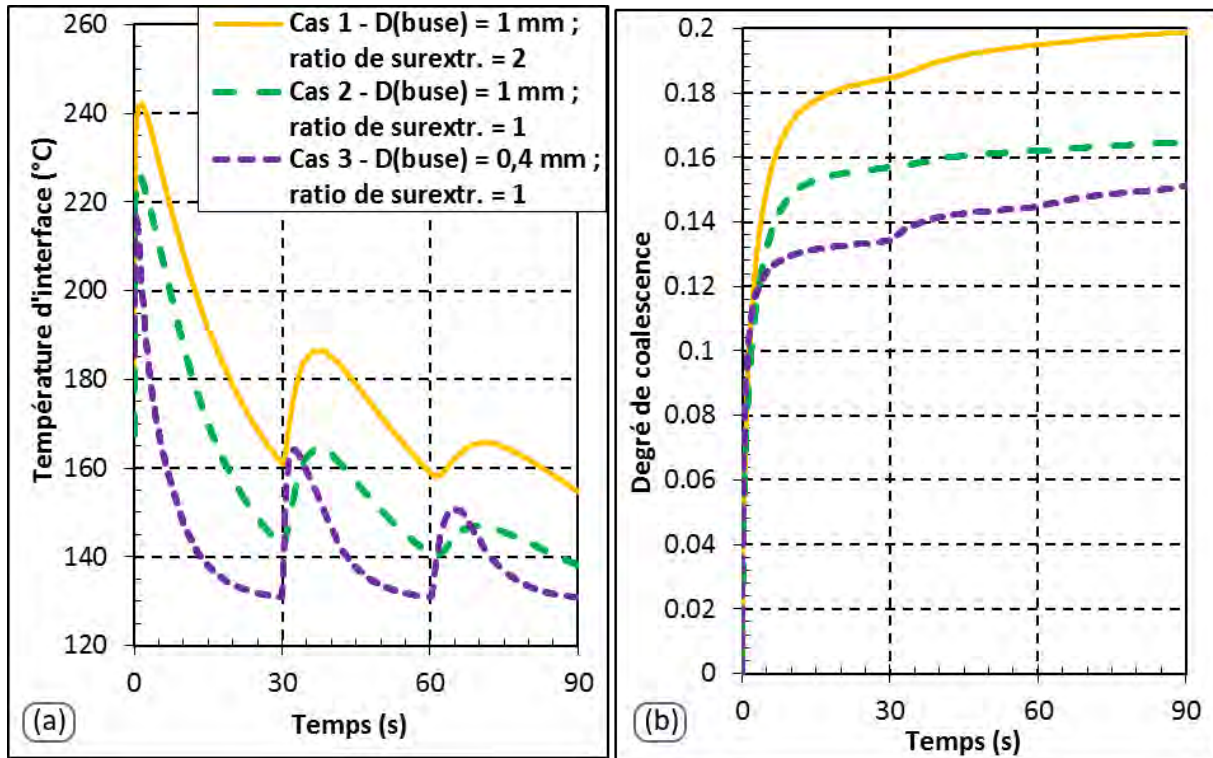 Cas 1 - D(buse) = 1 mm ;
ratio de surextr. = 2
Cas 2 - D(buse) = 1 mm ;
ratio de surextr. = 1
Cas 3 - D(buse) = 0,4 mm ;
ratio de surextr. = 1
Température d'interface (°C)
260
240
220
200
180
160
140
120
0
30
60
90
Temps (s)
(a)
Degré de coalescence
0.2
0.18
0.16
0.14
0.12
0.1
0.08
0.06
0.04
0.02
0
0
30
60
90
Temps (s)
(b)